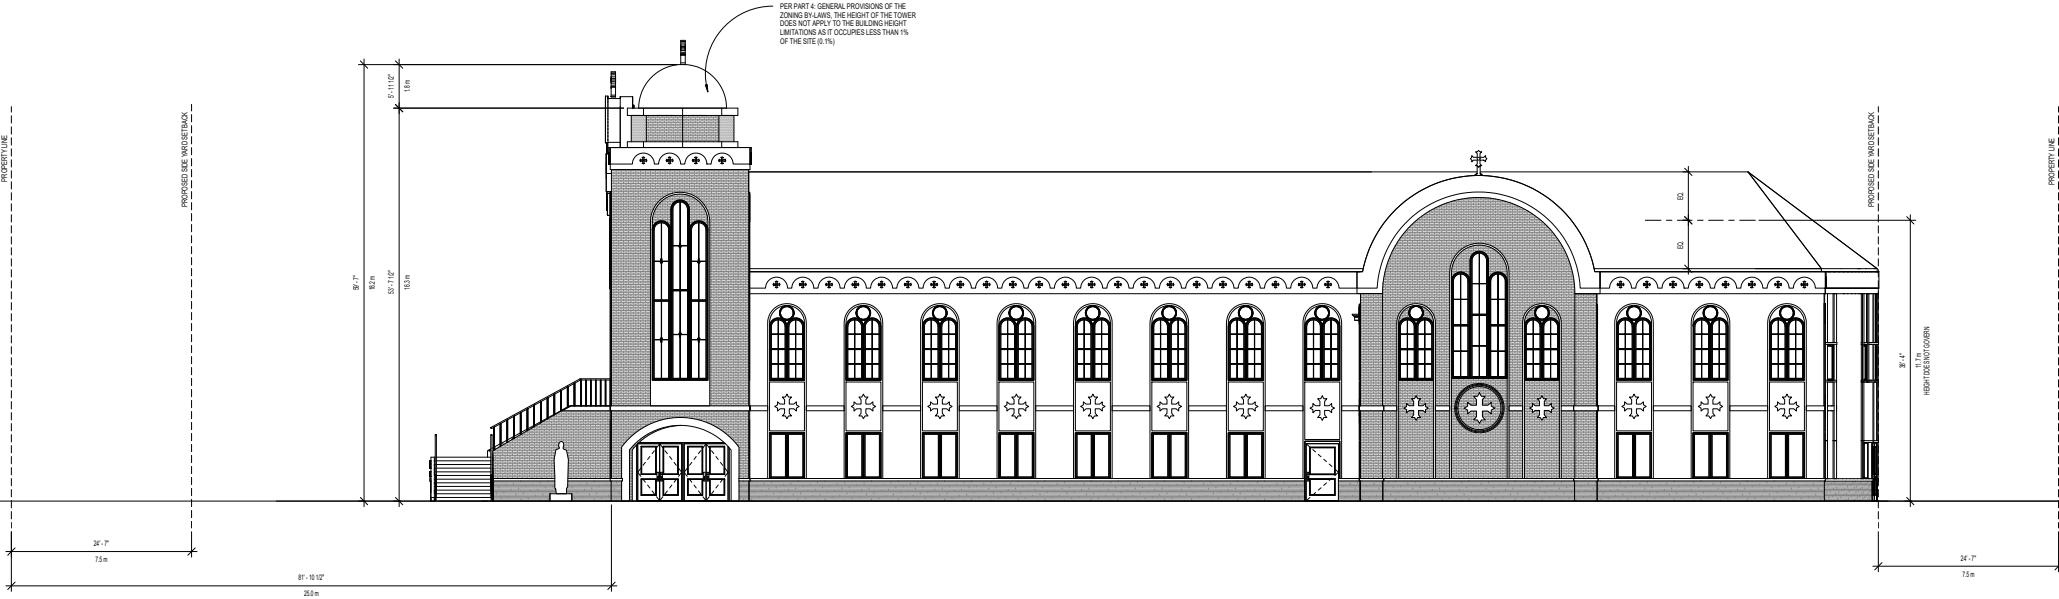 PER PART 4: GENERAL PROVISIONS OF THE
ZONING BY-LAWS, THE HEIGHT OF THE TOWER
DOES NOT APPLY TO THE BUILDING HEIGHT
LIMITATIONS AS IT OCCUPIES LESS THAN 1%
OF THE SITE (0.1%)
PROPERTY LINE
PROPOSED SIDE YARD SETBACK
5' - 11 1/2"
1.8 m
59' - 7"
18.2 m
53' - 7 1/2"
16.3 m
EQ.
EQ.
PROPOSED SIDE YARD SETBACK
PROPERTY LINE
38' - 4"
11.7 m
HEIGHT DOES NOT GOVERN
24' - 7"
7.5 m
81' - 10 1/2"
25.0 m
24' - 7"
7.5 m